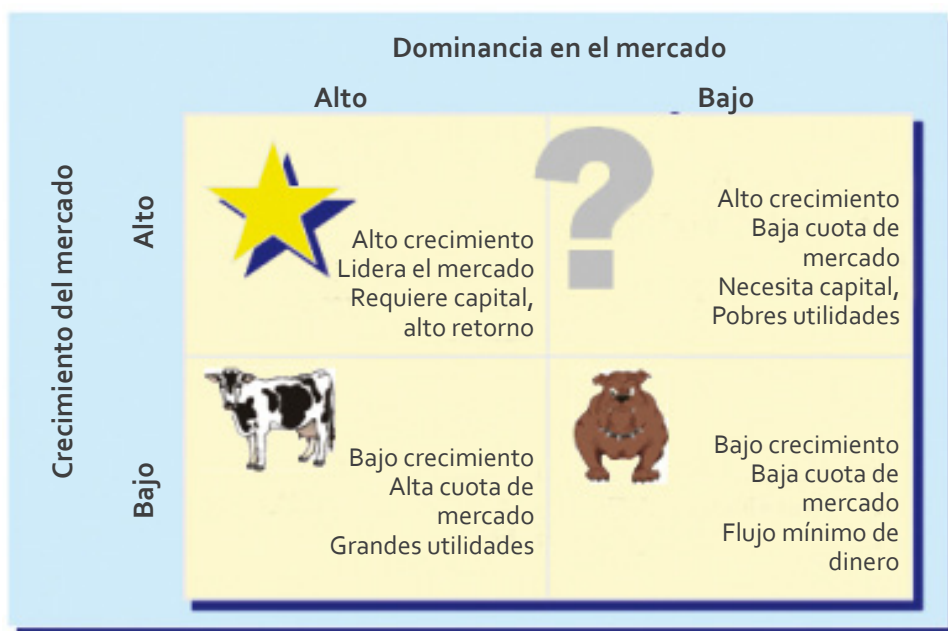 Dominancia en el mercado
Alto
Bajo
Crecimiento del mercado
Alto
Alto crecimiento
Lidera el mercado
Requiere capital,
alto retorno
?
Alto crecimiento
Baja cuota de
mercado
Necesita capital,
Pobres utilidades
Bajo
Bajo crecimiento
Alta cuota de
mercado
Grandes utilidades
Bajo crecimiento
Baja cuota de
mercado
Flujo mínimo de
dinero